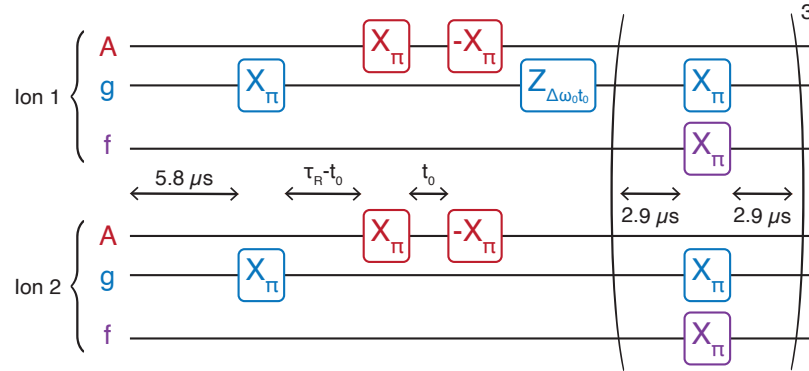 3
A X_π -X_π
Ion 1 g X_π Z_Δω₀t₀ X_π
f X_π
5.8 μs τ_R-t₀ t₀ 2.9 μs 2.9 μs
A X_π -X_π
Ion 2 g X_π X_π
f X_π